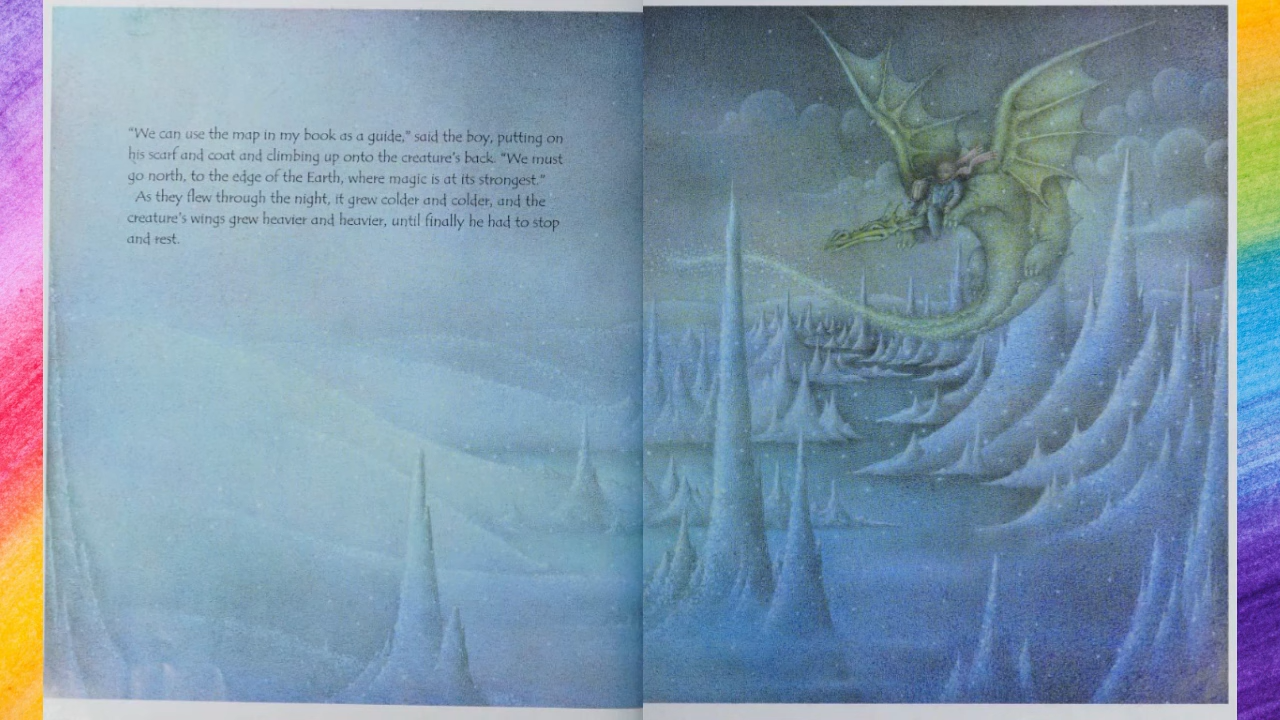 “We can use the map in my book as a guide,” said the boy, putting on
his scarf and coat and climbing up onto the creature’s back. “We must
go north, to the edge of the Earth, where magic is at its strongest.”
As they flew through the night, it grew colder and colder, and the
creature’s wings grew heavier and heavier, until finally he had to stop
and rest.